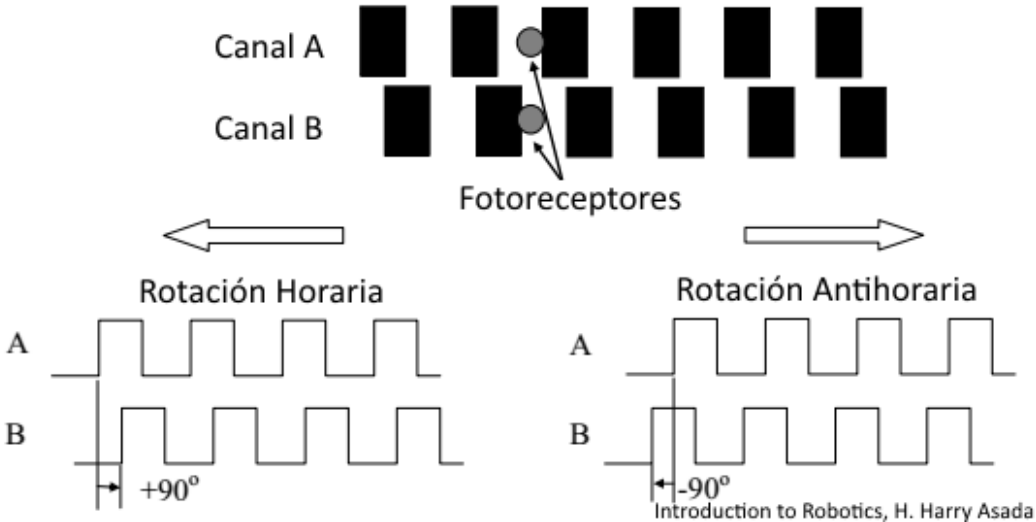 Canal A
Canal B
Fotoreceptores
Rotación Horaria
A
B
+90º
Rotación Antihoraria
A
B
-90º
Introduction to Robotics, H. Harry Asada